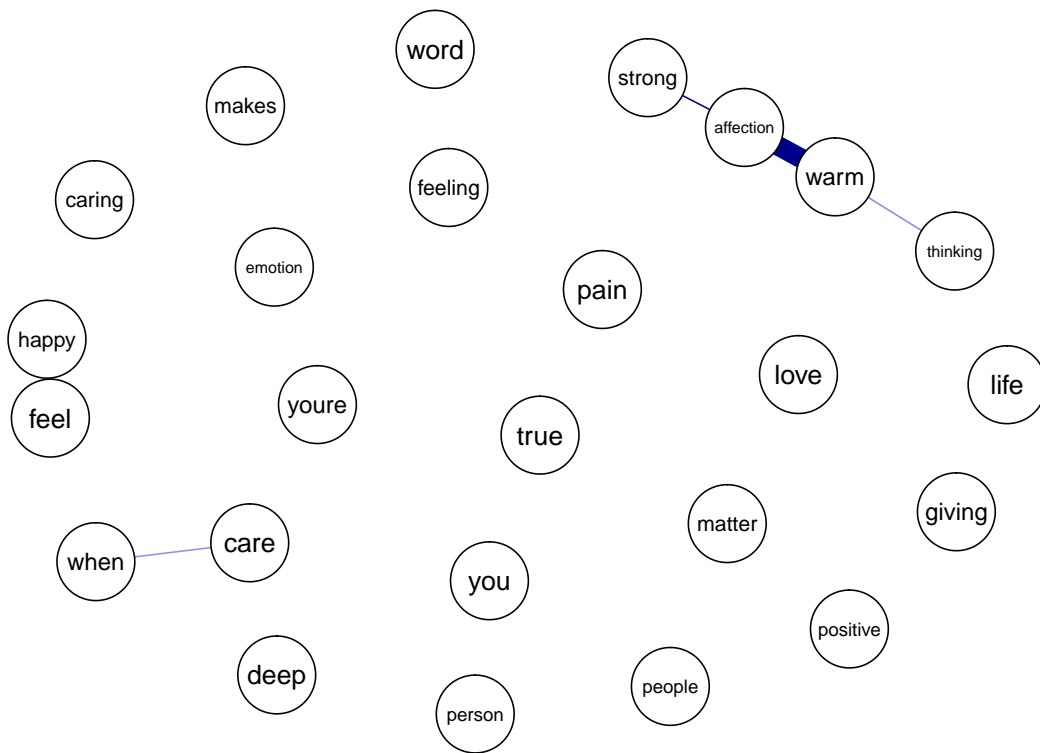 word
strong
makes
affection
warm
feeling
caring
thinking
emotion
pain
happy
love
life
youre
feel
true
giving
matter
care
when
you
positive
deep
people
person